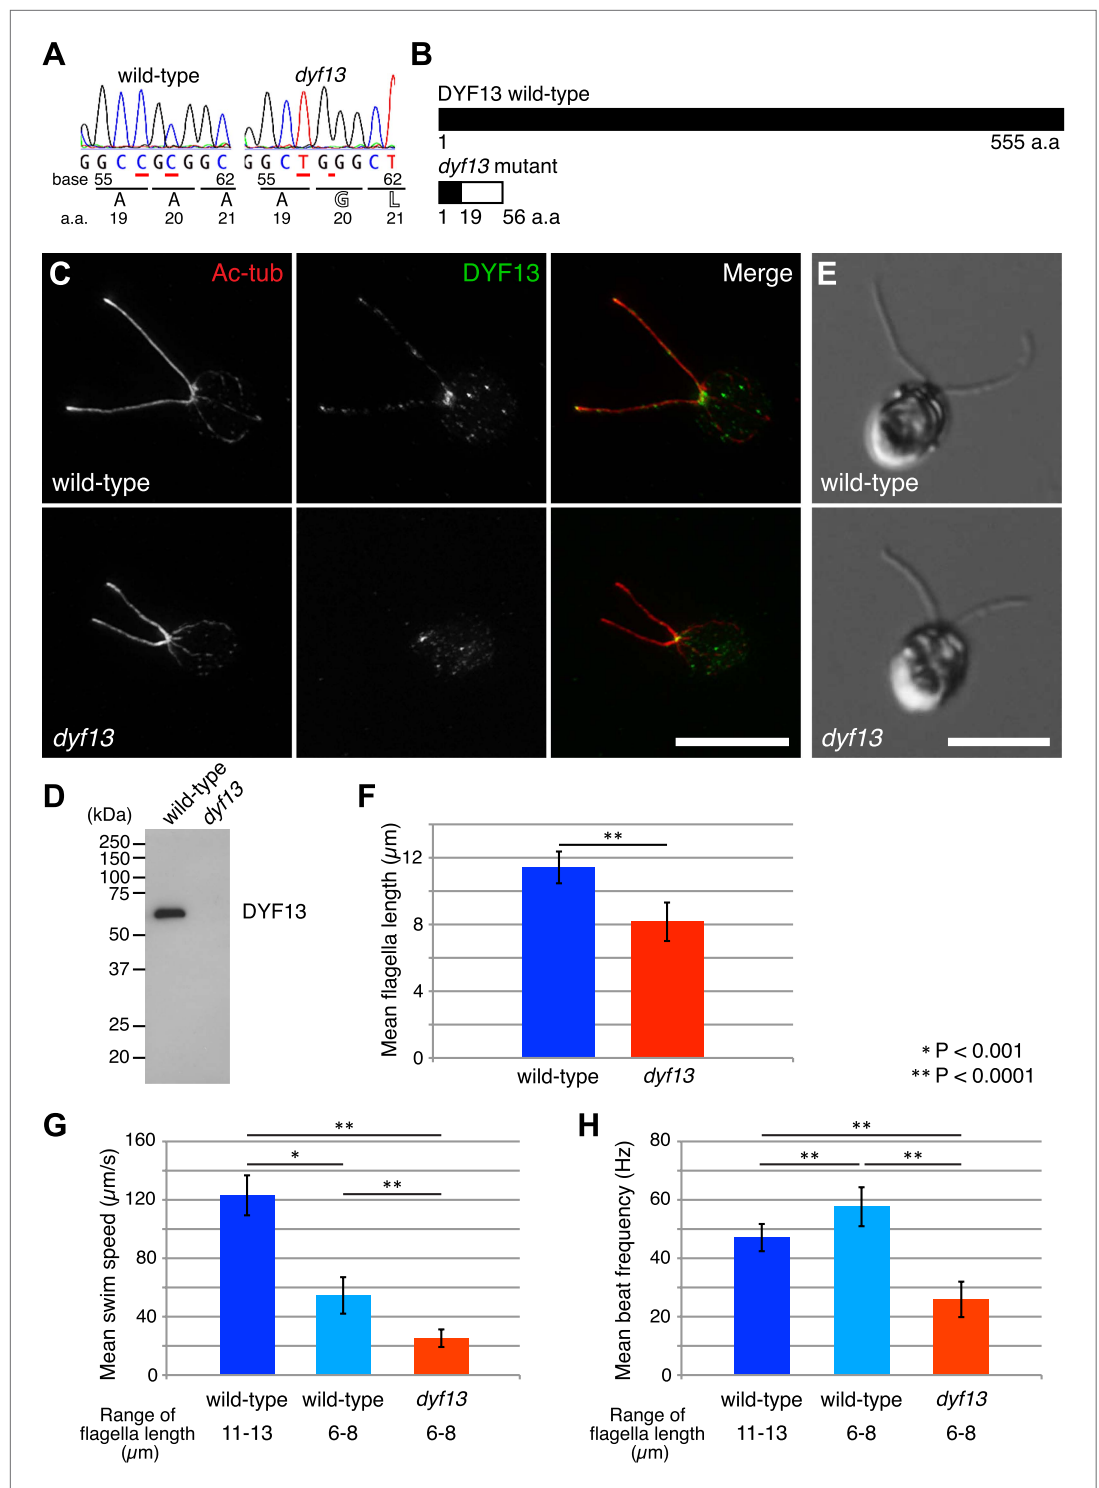 A
wild-type
dyf13
G G C C G C G G C
G G C T G G G C T
base 55 62 55 62
A A A A G L
a.a. 19 20 21 19 20 21
B
DYF13 wild-type
1 555 a.a
dyf13 mutant
1 19 56 a.a
C
Ac-tub
DYF13
Merge
wild-type
dyf13
E
wild-type
dyf13
D
(kDa)
wild-type
dyf13
250
150
100
75
50
37
25
20
DYF13
F
Mean flagella length (µm)
12
8
4
0
**
wild-type dyf13
* P < 0.001
** P < 0.0001
G
Mean swim speed (µm/s)
160
120
80
40
0
**
*
**
wild-type wild-type dyf13
Range of
flagella length
(µm)
11-13 6-8 6-8
H
Mean beat frequency (Hz)
80
60
40
20
0
**
** **
wild-type wild-type dyf13
Range of
flagella length
(µm)
11-13 6-8 6-8